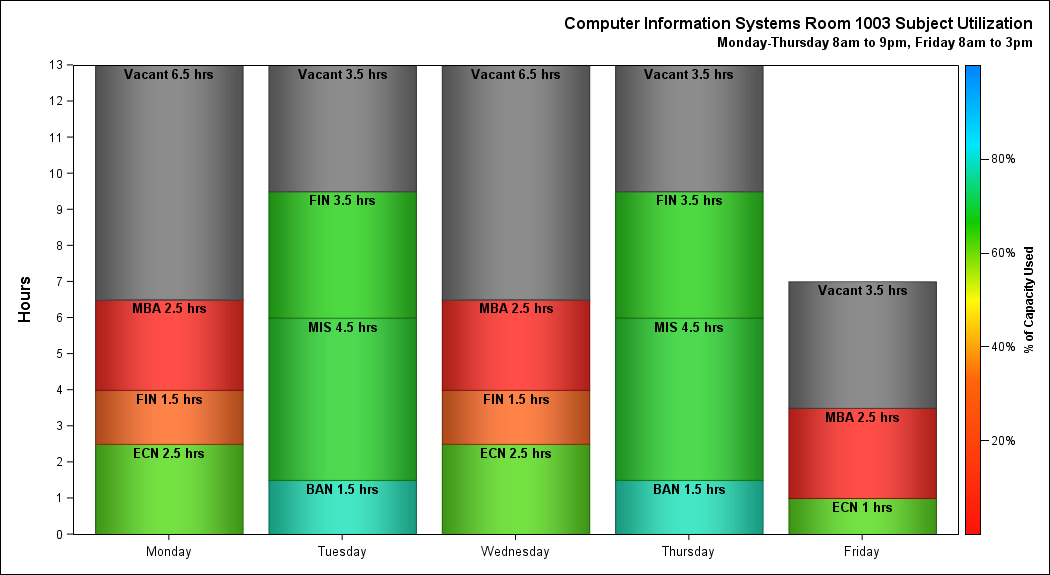 Computer Information Systems Room 1003 Subject Utilization
Monday-Thursday 8am to 9pm, Friday 8am to 3pm
Hours
13
12
11
10
9
8
7
6
5
4
3
2
1
0
Vacant 6.5 hrs
MBA 2.5 hrs
FIN 1.5 hrs
ECN 2.5 hrs
Vacant 3.5 hrs
FIN 3.5 hrs
MIS 4.5 hrs
BAN 1.5 hrs
Vacant 6.5 hrs
MBA 2.5 hrs
FIN 1.5 hrs
ECN 2.5 hrs
Vacant 3.5 hrs
FIN 3.5 hrs
MIS 4.5 hrs
BAN 1.5 hrs
Vacant 3.5 hrs
MBA 2.5 hrs
ECN 1 hrs
Monday Tuesday Wednesday Thursday Friday
80%
60%
40%
20%
% of Capacity Used